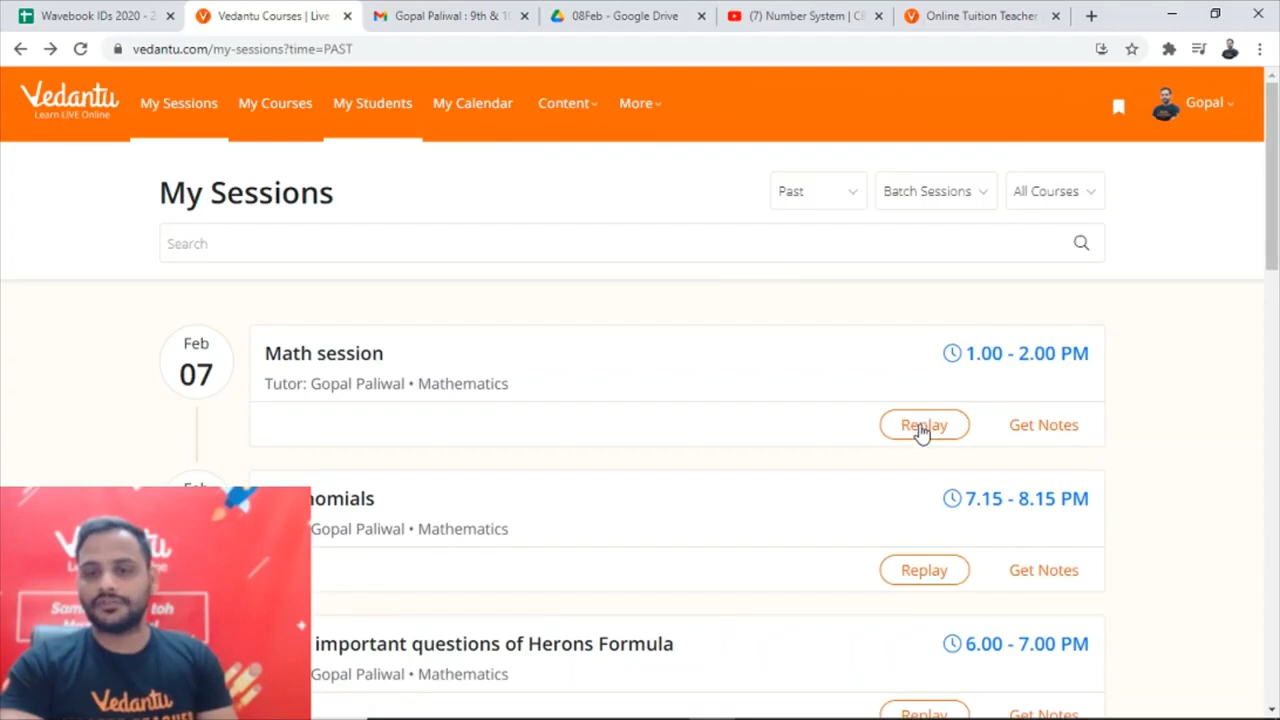 Wavebook IDs 2020 - 2
Vedantu Courses | Live
Gopal Paliwal : 9th & 10
08Feb - Google Drive
(7) Number System | C
Online Tuition Teacher
vedantu.com/my-sessions?time=PAST
Vedantu
Learn LIVE Online
My Sessions
My Courses
My Students
My Calendar
Content
More
Gopal
My Sessions
Past
Batch Sessions
All Courses
Search
Feb
07
Math session
1.00 - 2.00 PM
Tutor: Gopal Paliwal • Mathematics
Replay
Get Notes
nomials
7.15 - 8.15 PM
Gopal Paliwal • Mathematics
Replay
Get Notes
important questions of Herons Formula
6.00 - 7.00 PM
Gopal Paliwal • Mathematics
Replay
Get Notes
toh
Vedantu